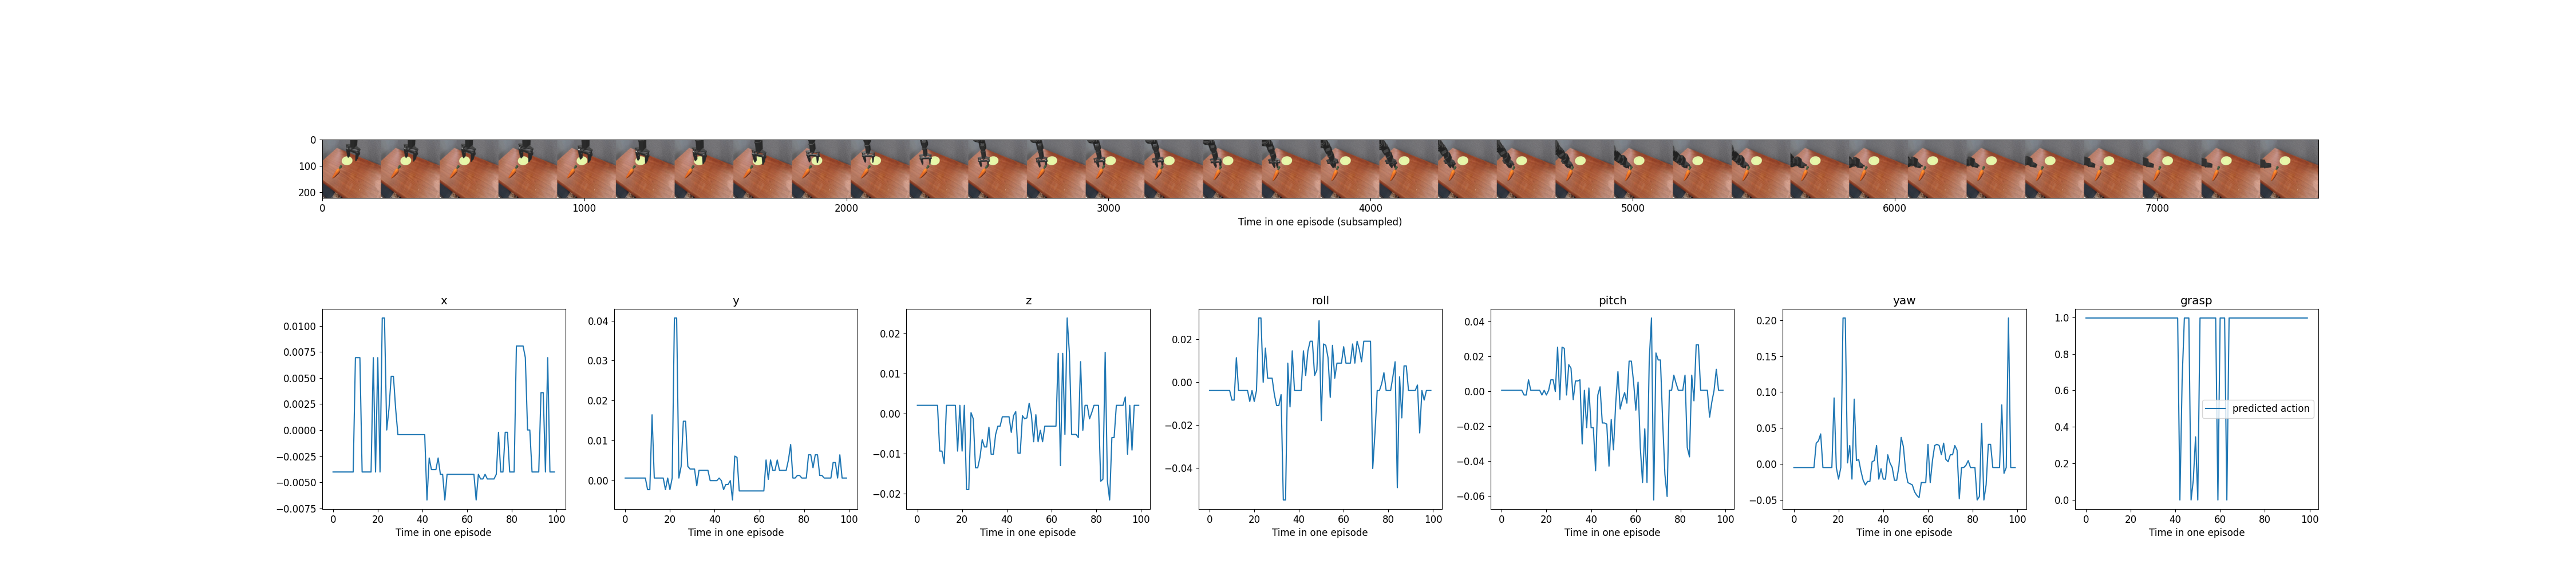 0
100
200
0 1000 2000 3000 4000 5000 6000 7000
Time in one episode (subsampled)
x y z roll pitch yaw grasp
0.0100
0.0075
0.0050
0.0025
0.0000
−0.0025
−0.0050
−0.0075
0 20 40 60 80 100
Time in one episode
0.04
0.03
0.02
0.01
0.00
0 20 40 60 80 100
Time in one episode
0.02
0.01
0.00
−0.01
−0.02
0 20 40 60 80 100
Time in one episode
0.02
0.00
−0.02
−0.04
0 20 40 60 80 100
Time in one episode
0.04
0.02
0.00
−0.02
−0.04
−0.06
0 20 40 60 80 100
Time in one episode
0.20
0.15
0.10
0.05
0.00
−0.05
0 20 40 60 80 100
Time in one episode
1.0
0.8
0.6
0.4
0.2
0.0
predicted action
0 20 40 60 80 100
Time in one episode